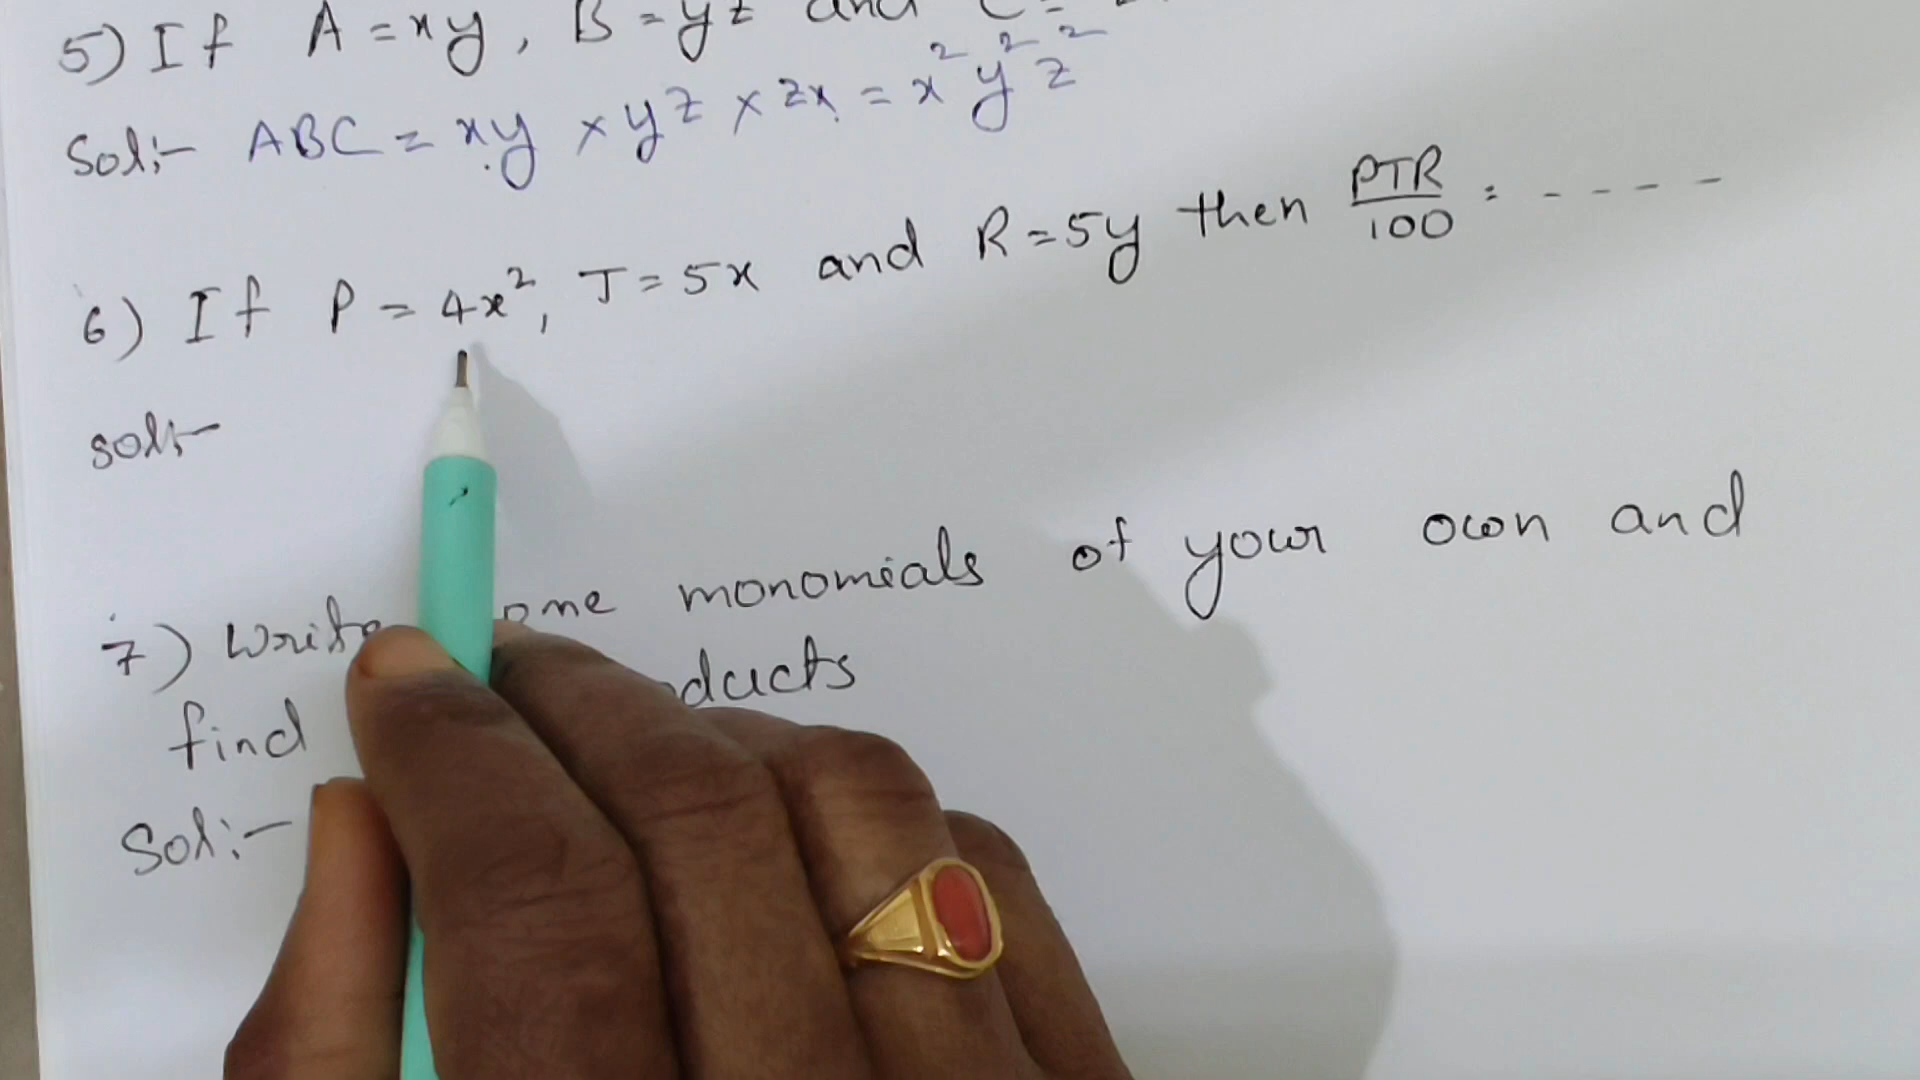 5) If A = xy, B = yz and C =
Sol:- ABC = xy × yz × zx = x²y²z²
6) If P = 4x², T = 5x and R = 5y then PTR/100 = - - - -
Sol:-
7) Write monomials of your own and
find
Sol:-